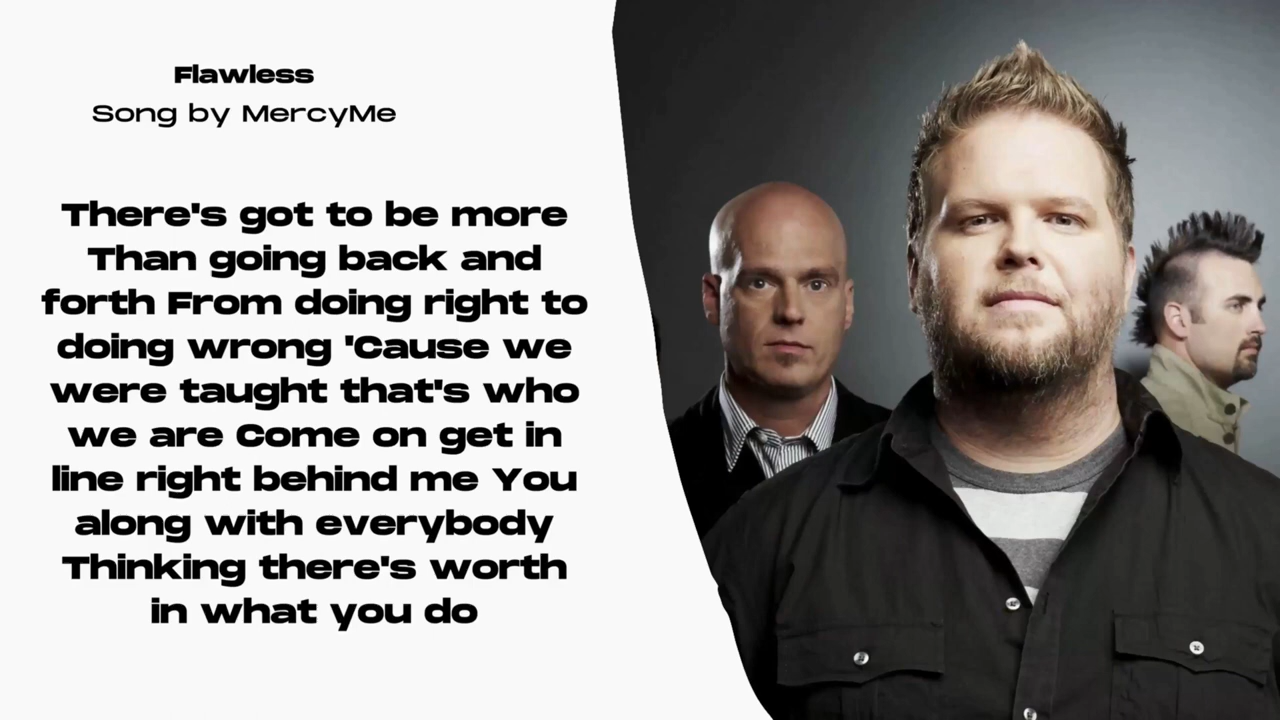 Flawless
Song by MercyMe
There's got to be more
Than going back and
forth From doing right to
doing wrong 'Cause we
were taught that's who
we are Come on get in
line right behind me You
along with everybody
Thinking there's worth
in what you do